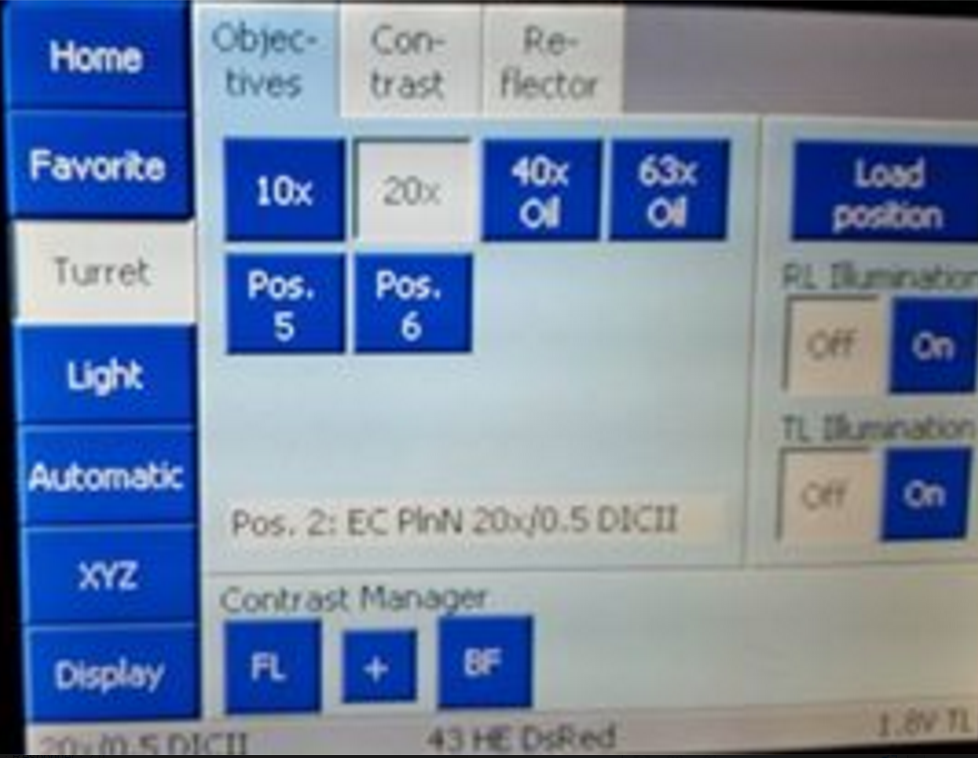 Home
Favorite
Turret
Light
Automatic
XYZ
Display
Objec-
tives
Con-
trast
Re-
flector
10x
20x
40x
Oil
63x
Oil
Pos.
5
Pos.
6
Load
position
RL Illumination
Off
On
TL Illumination
Off
On
Pos. 2: EC PlnN 20x/0.5 DICII
Contrast Manager
FL
+
BF
20x/0.5 DICII
43 HE DsRed
1.8V TL